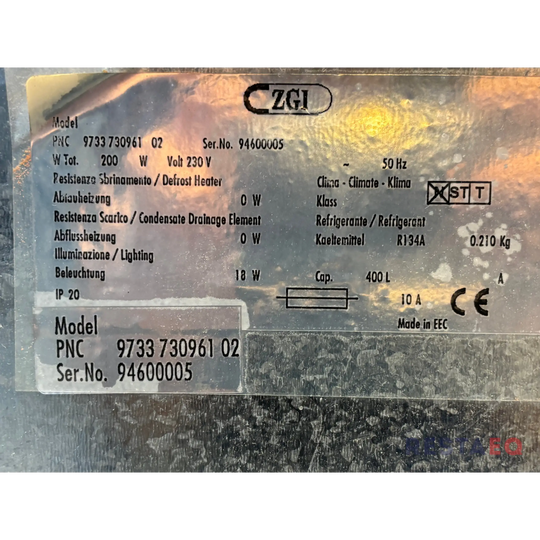 ZGI
Model
PNC 9733 730961 02 Ser.No. 94600005
W Tot. 200 W Volt 230 V ~ 50 Hz
Resistenza Sbrinamento / Defrost Heater Clima - Climate - Klima
Abtauheizung 0 W Klass N ST T
Resistenza Scarico / Condensate Drainage Element Refrigerante / Refrigerant
Abflussheizung 0 W Kaeltemittel R134A 0.210 Kg
Illuminazione / Lighting
Beleuchtung 18 W Cap. 400 L A
IP 20 10 A CE
Made in EEC
Model
PNC 9733 730961 02
Ser.No. 94600005